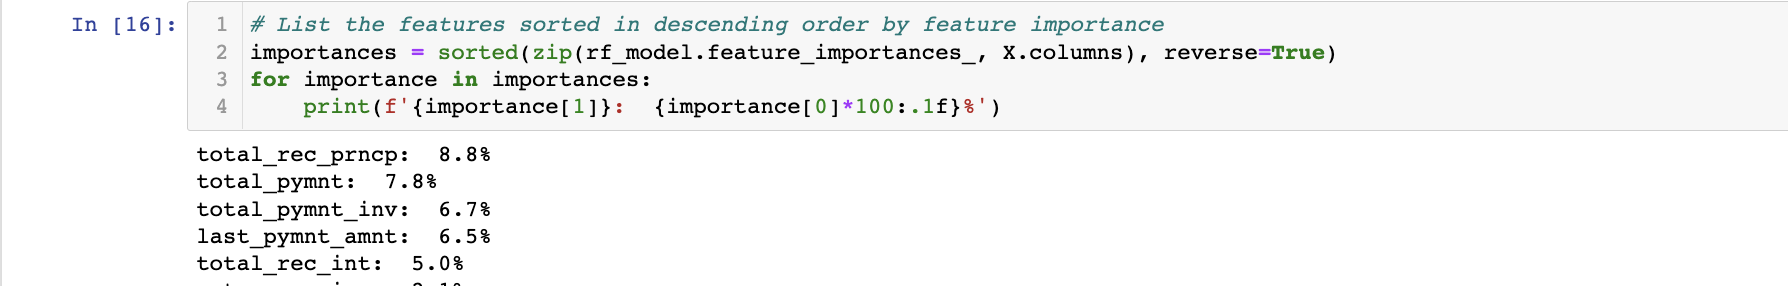 In [16]:
1 # List the features sorted in descending order by feature importance
2 importances = sorted(zip(rf_model.feature_importances_, X.columns), reverse=True)
3 for importance in importances:
4     print(f'{importance[1]}:  {importance[0]*100:.1f}%')
total_rec_prncp:  8.8%
total_pymnt:  7.8%
total_pymnt_inv:  6.7%
last_pymnt_amnt:  6.5%
total_rec_int:  5.0%